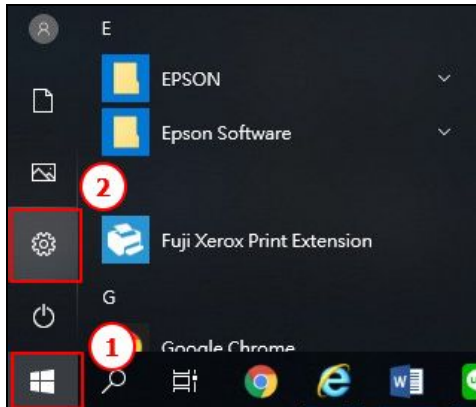 E
EPSON
Epson Software
2
Fuji Xerox Print Extension
G
1
Google Chrome